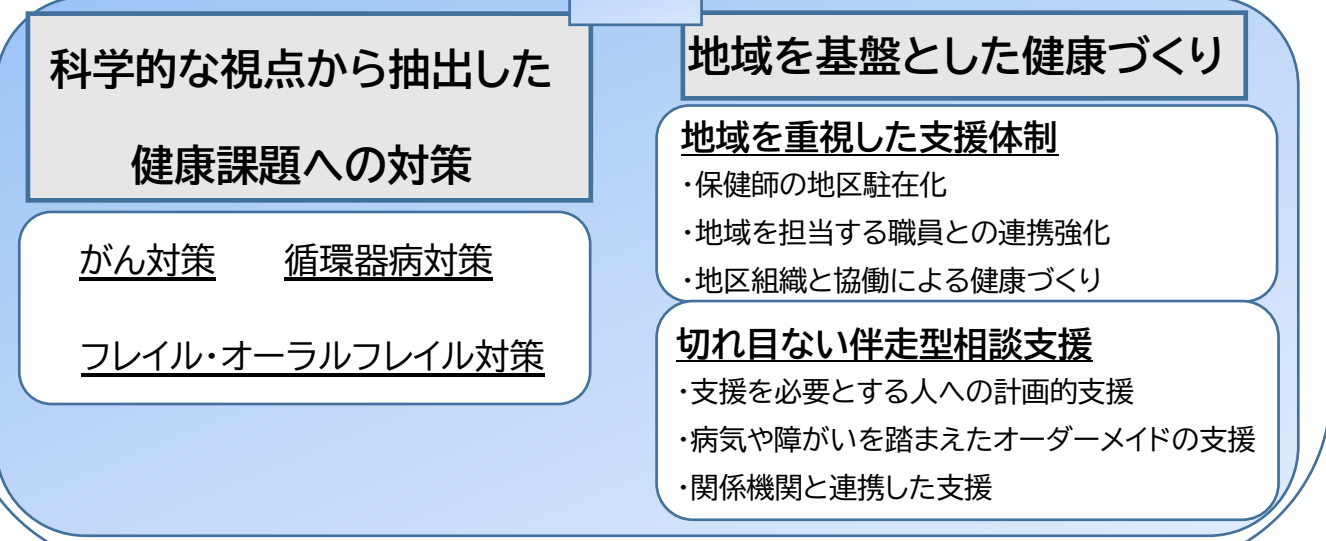 科学的な視点から抽出した
健康課題への対策
がん対策 循環器病対策
フレイル・オーラルフレイル対策
地域を基盤とした健康づくり
地域を重視した支援体制
・保健師の地区駐在化
・地域を担当する職員との連携強化
・地区組織と協働による健康づくり
切れ目ない伴走型相談支援
・支援を必要とする人への計画的支援
・病気や障がいを踏まえたオーダーメイドの支援
・関係機関と連携した支援